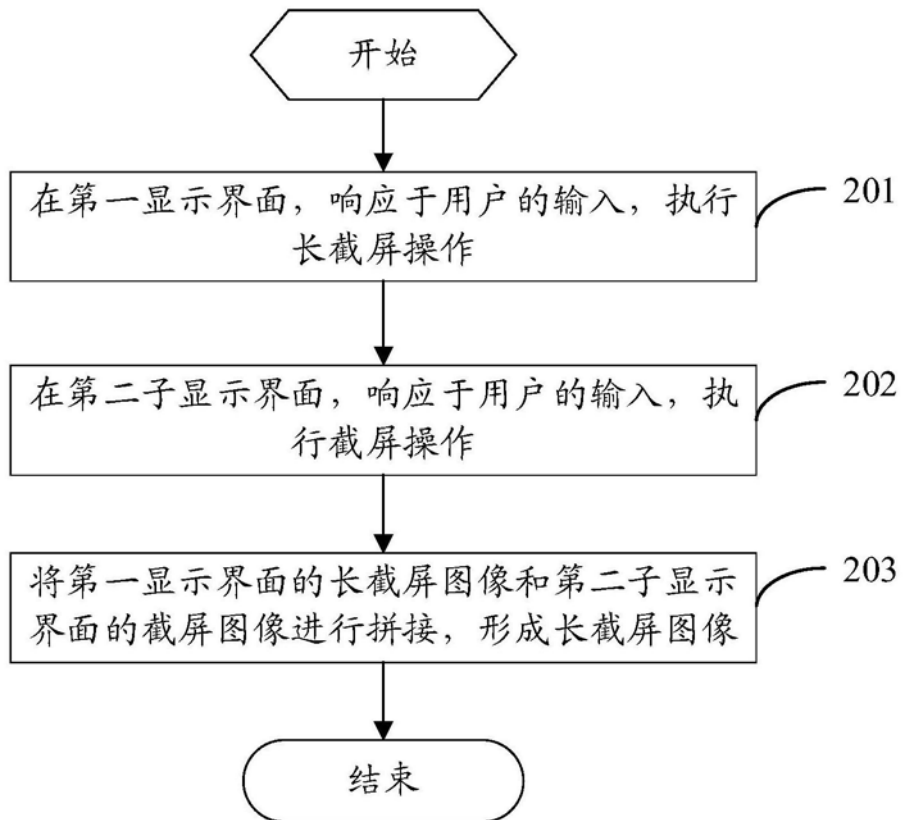 开始
在第一显示界面，响应于用户的输入，执行
长截屏操作
201
在第二子显示界面，响应于用户的输入，执
行截屏操作
202
将第一显示界面的长截屏图像和第二子显示
界面的截屏图像进行拼接，形成长截屏图像
203
结束